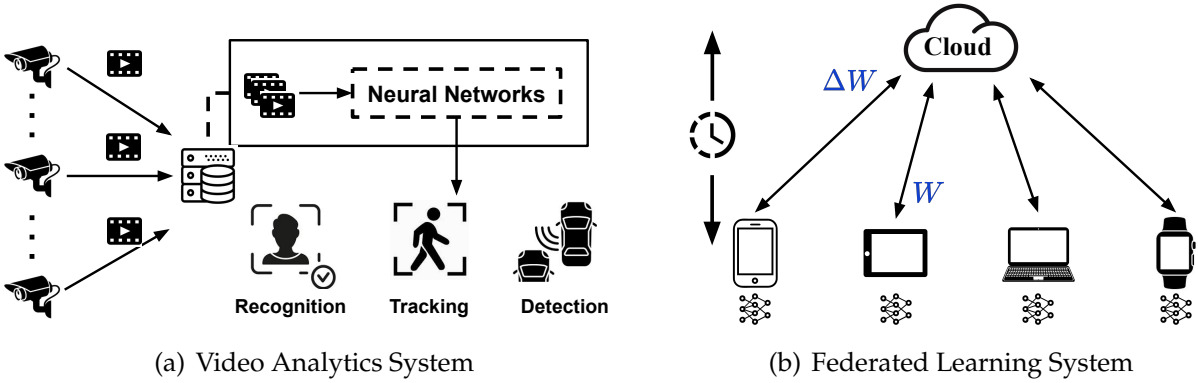 Neural Networks
Recognition
Tracking
Detection
(a) Video Analytics System
Cloud
ΔW
W
(b) Federated Learning System